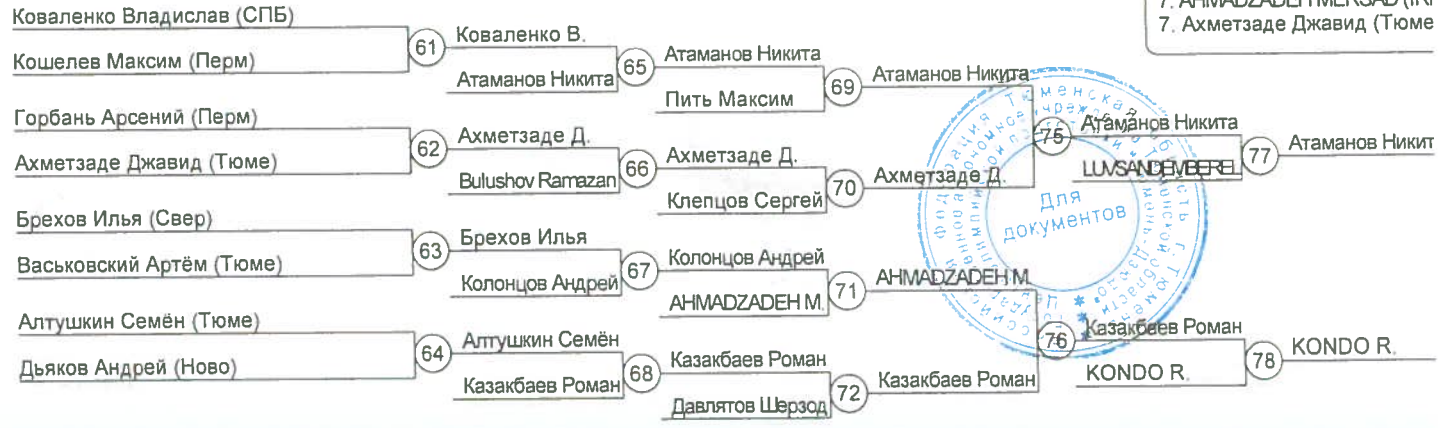 7. Ахметзаде Джавид (Тюме
Коваленко Владислав (СПБ)
Кошелев Максим (Перм)
61
Коваленко В.
Атаманов Никита
65
Атаманов Никита
Пить Максим
69
Атаманов Никита
Горбань Арсений (Перм)
Ахметзаде Джавид (Тюме)
62
Ахметзаде Д.
Bulushov Ramazan
66
Ахметзаде Д.
Клепцов Сергей
70
Ахметзаде Д.
75
Атаманов Никита
LUVSANDEMBEREL
77
Атаманов Никит
Для
документов
Брехов Илья (Свер)
Васьковский Артём (Тюме)
63
Брехов Илья
Колонцов Андрей
67
Колонцов Андрей
AHMADZADEH M.
71
AHMADZADEH M.
Алтушкин Семён (Тюме)
Дьяков Андрей (Ново)
64
Алтушкин Семён
Казакбаев Роман
68
Казакбаев Роман
Давлятов Шерзод
72
Казакбаев Роман
76
Казакбаев Роман
KONDO R.
78
KONDO R.